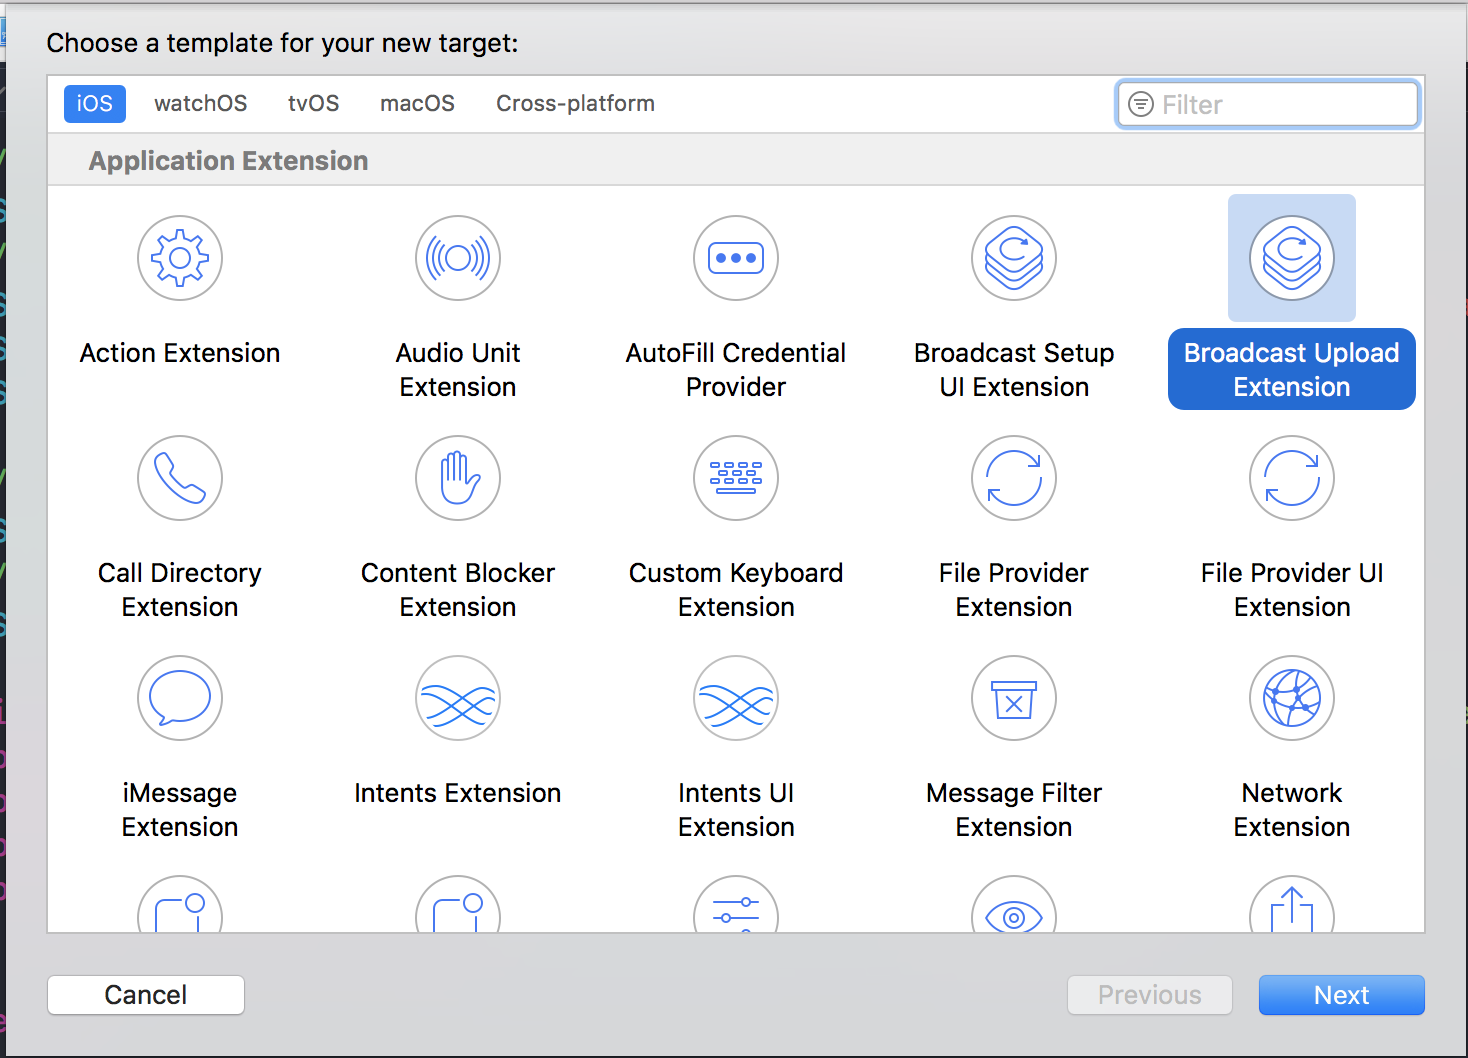 Choose a template for your new target:
iOS watchOS tvOS macOS Cross-platform Filter
Application Extension
Action Extension
Audio Unit
Extension
AutoFill Credential
Provider
Broadcast Setup
UI Extension
Broadcast Upload
Extension
Call Directory
Extension
Content Blocker
Extension
Custom Keyboard
Extension
File Provider
Extension
File Provider UI
Extension
iMessage
Extension
Intents Extension
Intents UI
Extension
Message Filter
Extension
Network
Extension
Cancel Previous Next